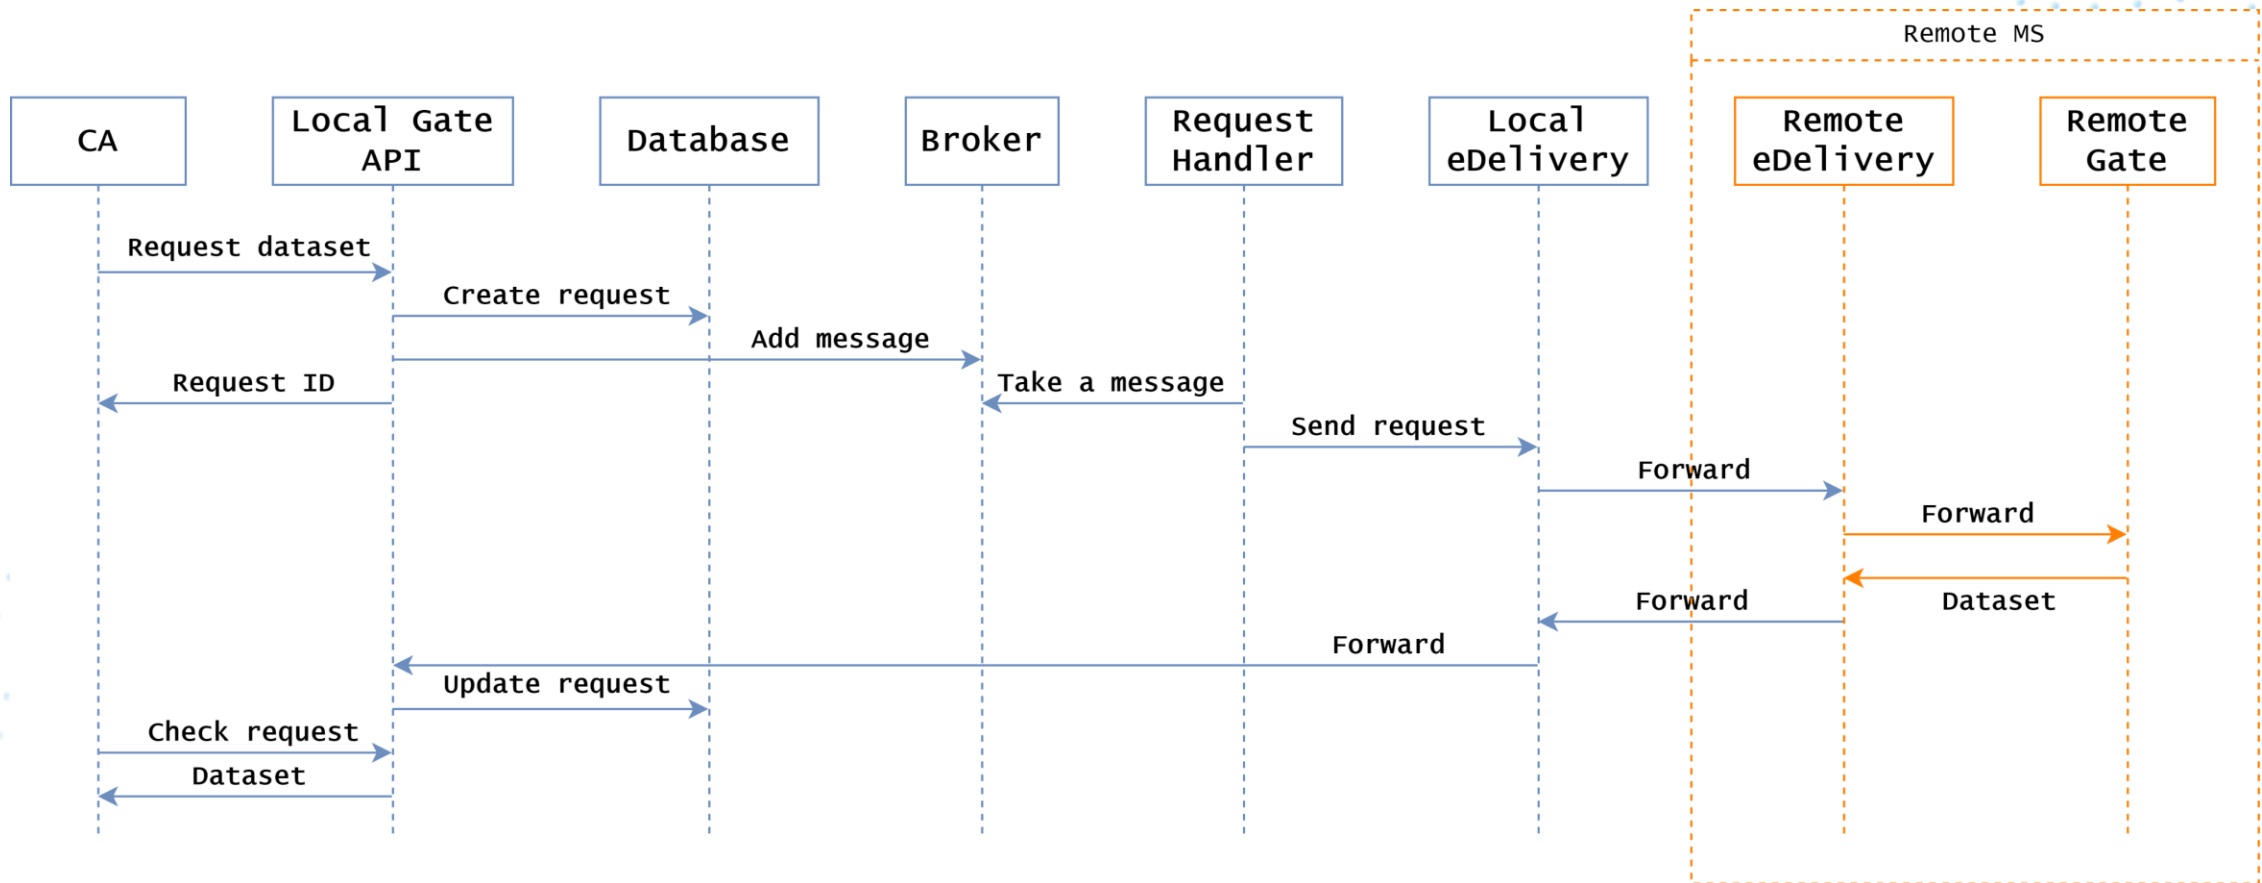 Remote MS
CA
Local Gate
API
Database
Broker
Request
Handler
Local
eDelivery
Remote
eDelivery
Remote
Gate
Request dataset
Create request
Add message
Request ID
Take a message
Send request
Forward
Forward
Dataset
Forward
Forward
Update request
Check request
Dataset